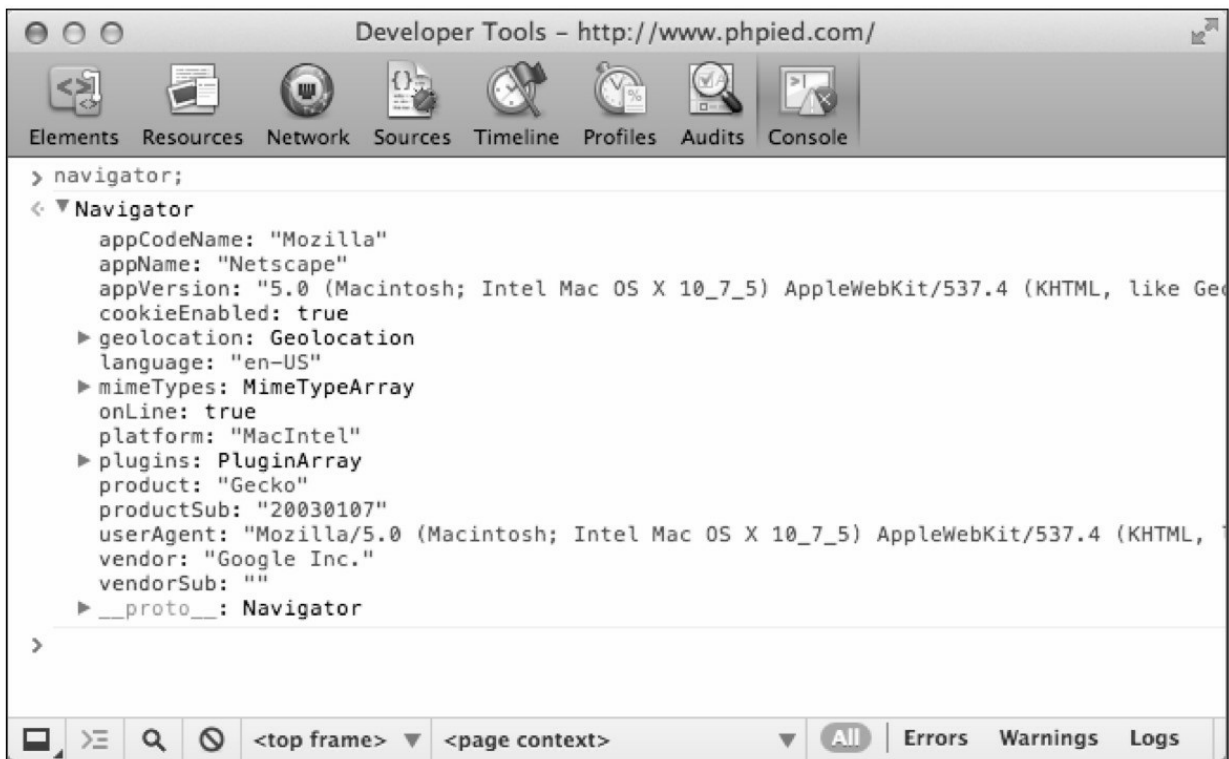 Developer Tools – http://www.phpied.com/
Elements Resources Network Sources Timeline Profiles Audits Console
> navigator;
Navigator
appCodeName: "Mozilla"
appName: "Netscape"
appVersion: "5.0 (Macintosh; Intel Mac OS X 10_7_5) AppleWebKit/537.4 (KHTML, like
cookieEnabled: true
geolocation: Geolocation
language: "en-US"
mimeTypes: MimeTypeArray
onLine: true
platform: "MacIntel"
plugins: PluginArray
product: "Gecko"
productSub: "20030107"
userAgent: "Mozilla/5.0 (Macintosh; Intel Mac OS X 10_7_5) AppleWebKit/537.4 (KHTML,
vendor: "Google Inc."
vendorSub: ""
__proto__: Navigator
>
<top frame> <page context> All Errors Warnings Logs